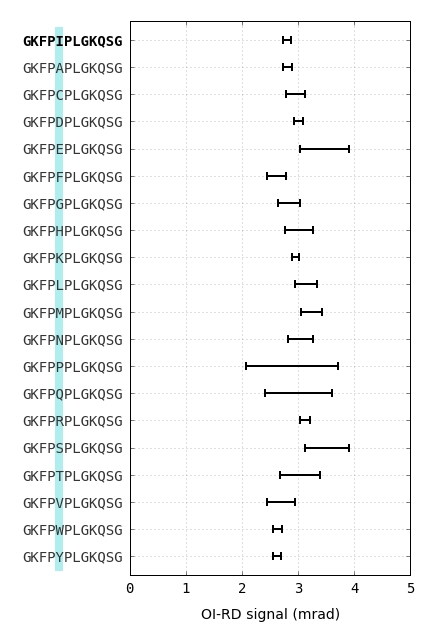 GKFPIPLGKQSG
GKFPAPLGKQSG
GKFPCPLGKQSG
GKFPDPLGKQSG
GKFPEPLGKQSG
GKFPFPLGKQSG
GKFPGPLGKQSG
GKFPHPLGKQSG
GKFPKPLGKQSG
GKFPLPLGKQSG
GKFPMPLGKQSG
GKFPNPLGKQSG
GKFPPPLGKQSG
GKFPQPLGKQSG
GKFPRPLGKQSG
GKFPSPLGKQSG
GKFPTPLGKQSG
GKFPVPLGKQSG
GKFPWPLGKQSG
GKFPYPLGKQSG
0 1 2 3 4 5
OI-RD signal (mrad)